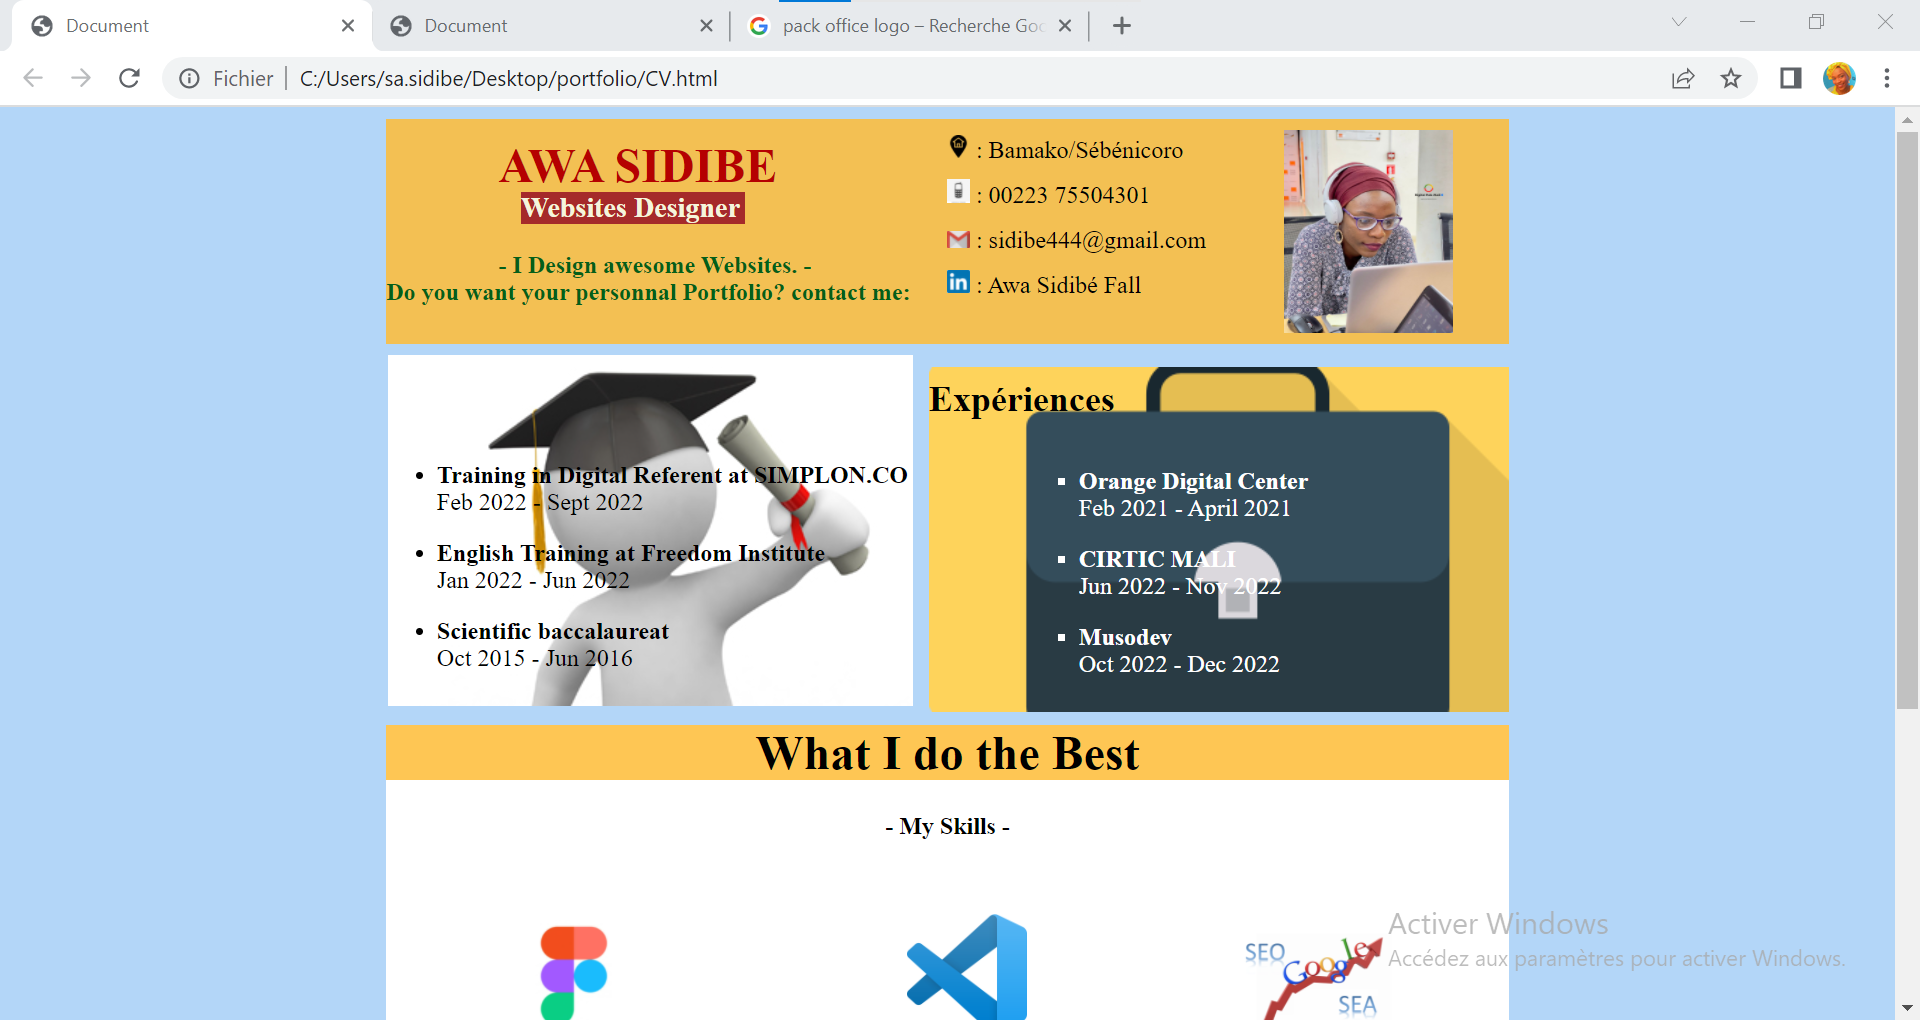 Document
Document
pack office logo – Recherche Goo
Fichier
C:/Users/sa.sidibe/Desktop/portfolio/CV.html
AWA SIDIBE
Websites Designer
- I Design awesome Websites. -
Do you want your personnal Portfolio? contact me:
: Bamako/Sébénicoro
: 00223 75504301
: sidibe444@gmail.com
in : Awa Sidibé Fall
• Training in Digital Referent at SIMPLON.CO
Feb 2022 - Sept 2022
• English Training at Freedom Institute
Jan 2022 - Jun 2022
• Scientific baccalaureat
Oct 2015 - Jun 2016
Expériences
▪ Orange Digital Center
Feb 2021 - April 2021
▪ CIRTIC MALI
Jun 2022 - Nov 2022
▪ Musodev
Oct 2022 - Dec 2022
What I do the Best
- My Skills -
SEO
Google
SEA
Activer Windows
Accédez aux paramètres pour activer Windows.